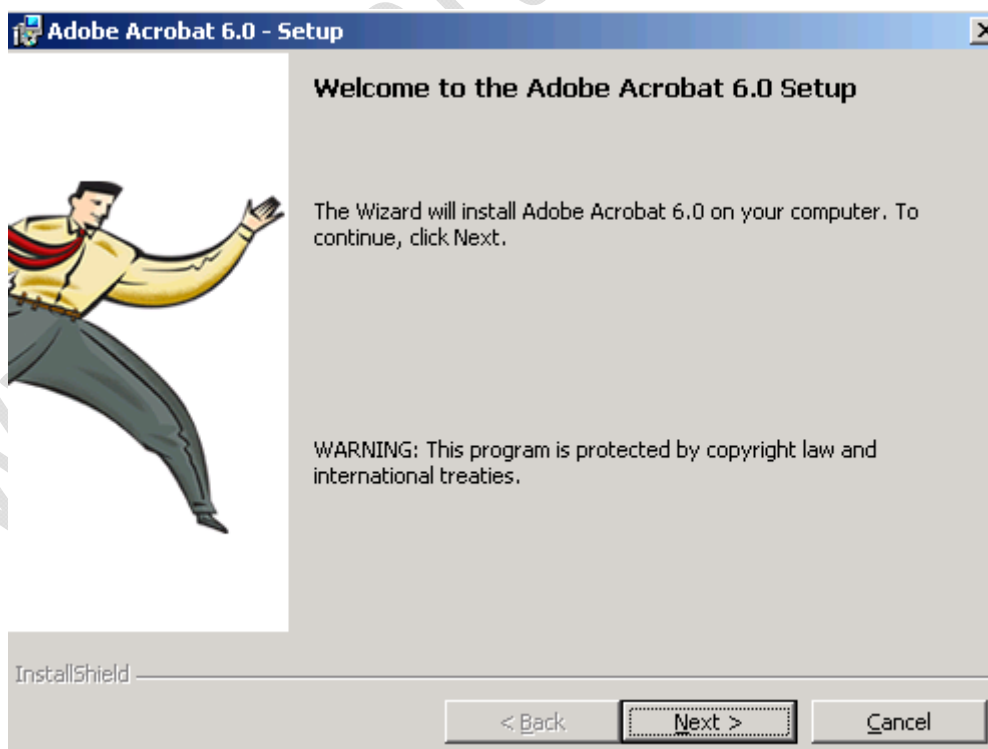 Adobe Acrobat 6.0 - Setup
Welcome to the Adobe Acrobat 6.0 Setup
The Wizard will install Adobe Acrobat 6.0 on your computer. To
continue, click Next.
WARNING: This program is protected by copyright law and
international treaties.
InstallShield
< Back
Next >
Cancel